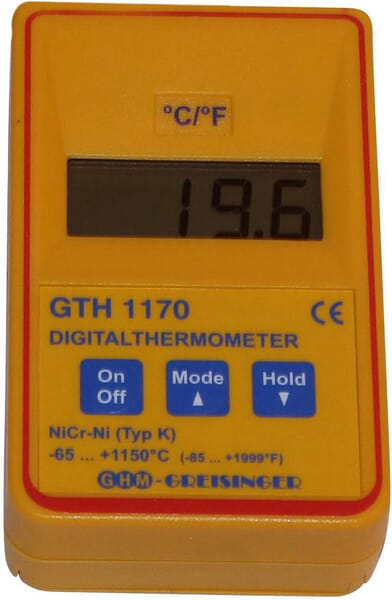 °C/°F
19.6
GTH 1170
CE
DIGITALTHERMOMETER
On
Off
Mode
▲
Hold
▼
NiCr-Ni (Typ K)
-65 ... +1150°C (-85 ... +1999°F)
GHM-GREISINGER